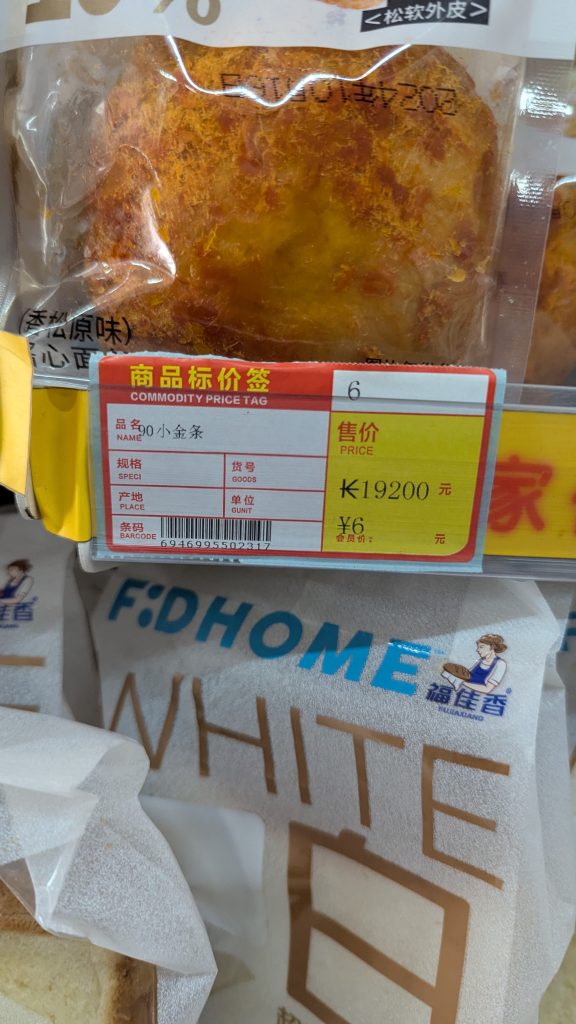 <松软外皮>
2024年10月16日
(香松原味)
商品标价签
COMMODITY PRICE TAG
6
品名
NAME
90小金条
售价
PRICE
规格
SPECI
货号
GOODS
₭19200 元
产地
PLACE
单位
GUNIT
¥6
会员价:
元
条码
BARCODE
6946995502317
家
F:DHOME
福佳香
FUJIAXIANG
WHITE
白